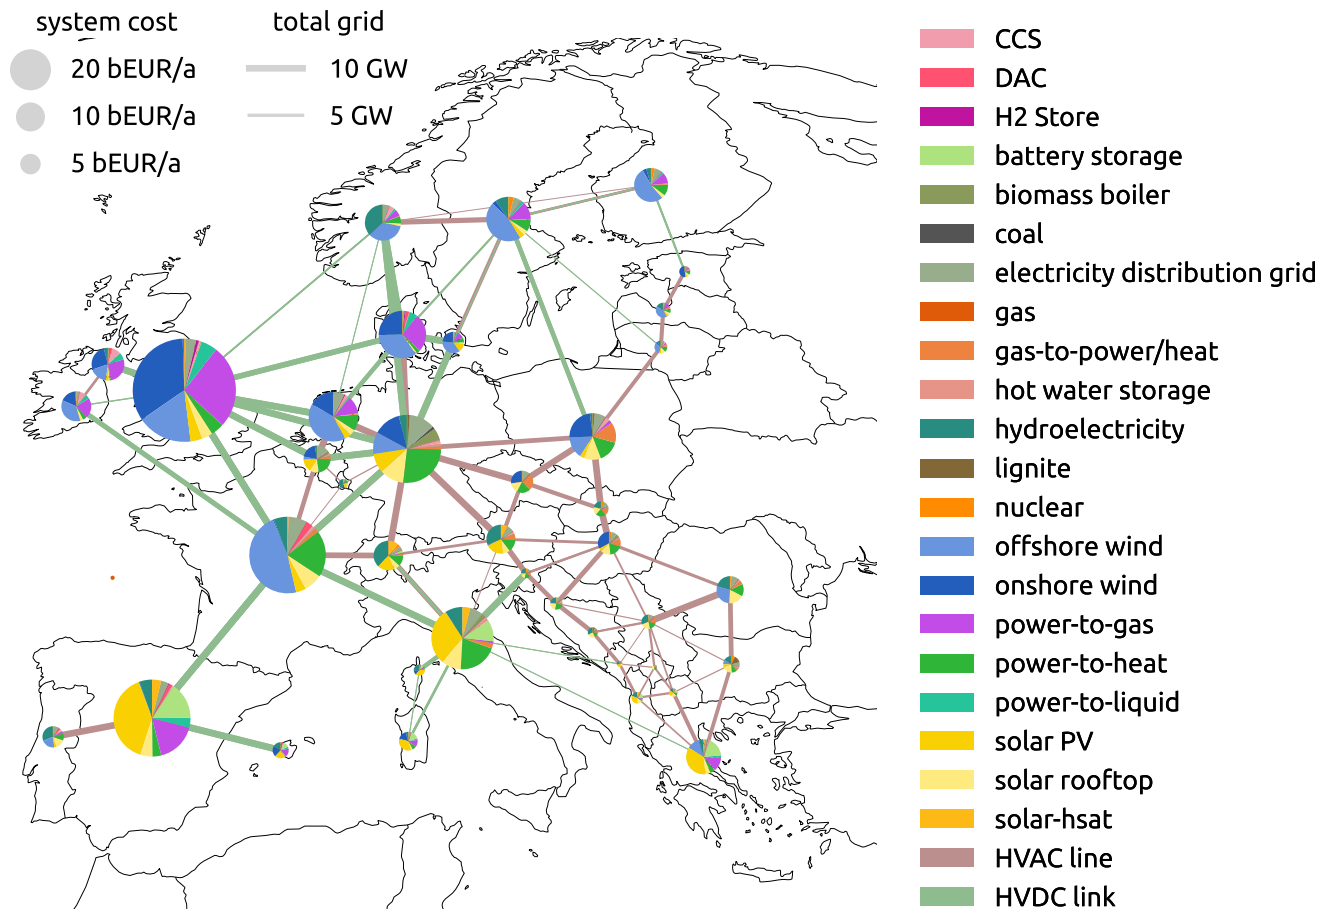 system cost
total grid
20 bEUR/a
10 GW
10 bEUR/a
5 GW
5 bEUR/a
CCS
DAC
H2 Store
battery storage
biomass boiler
coal
electricity distribution grid
gas
gas-to-power/heat
hot water storage
hydroelectricity
lignite
nuclear
offshore wind
onshore wind
power-to-gas
power-to-heat
power-to-liquid
solar PV
solar rooftop
solar-hsat
HVAC line
HVDC link